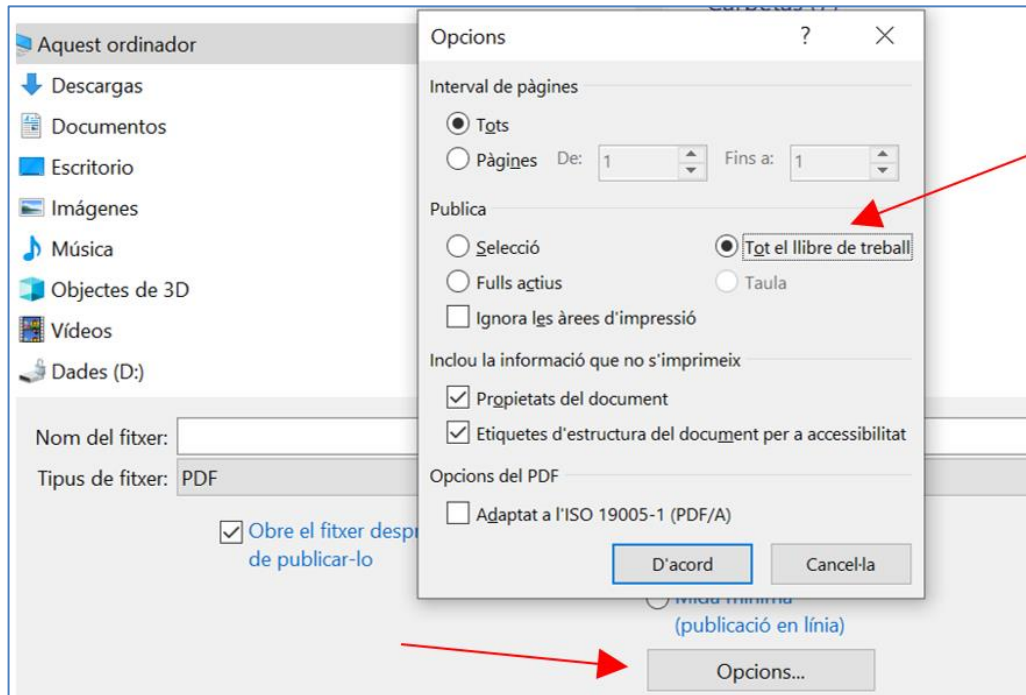 Aquest ordinador
Descargas
Documentos
Escritorio
Imágenes
Música
Objectes de 3D
Vídeos
Dades (D:)
Nom del fitxer:
Tipus de fitxer: PDF
Obre el fitxer despr
de publicar-lo
Opcions ?
Interval de pàgines
Tots
Pàgines De: 1 Fins a: 1
Publica
Selecció Tot el llibre de treball
Fulls actius Taula
Ignora les àrees d'impressió
Inclou la informació que no s'imprimeix
Propietats del document
Etiquetes d'estructura del document per a accessibilitat
Opcions del PDF
Adaptat a l'ISO 19005-1 (PDF/A)
D'acord Cancel·la
(publicació en línia)
Opcions...